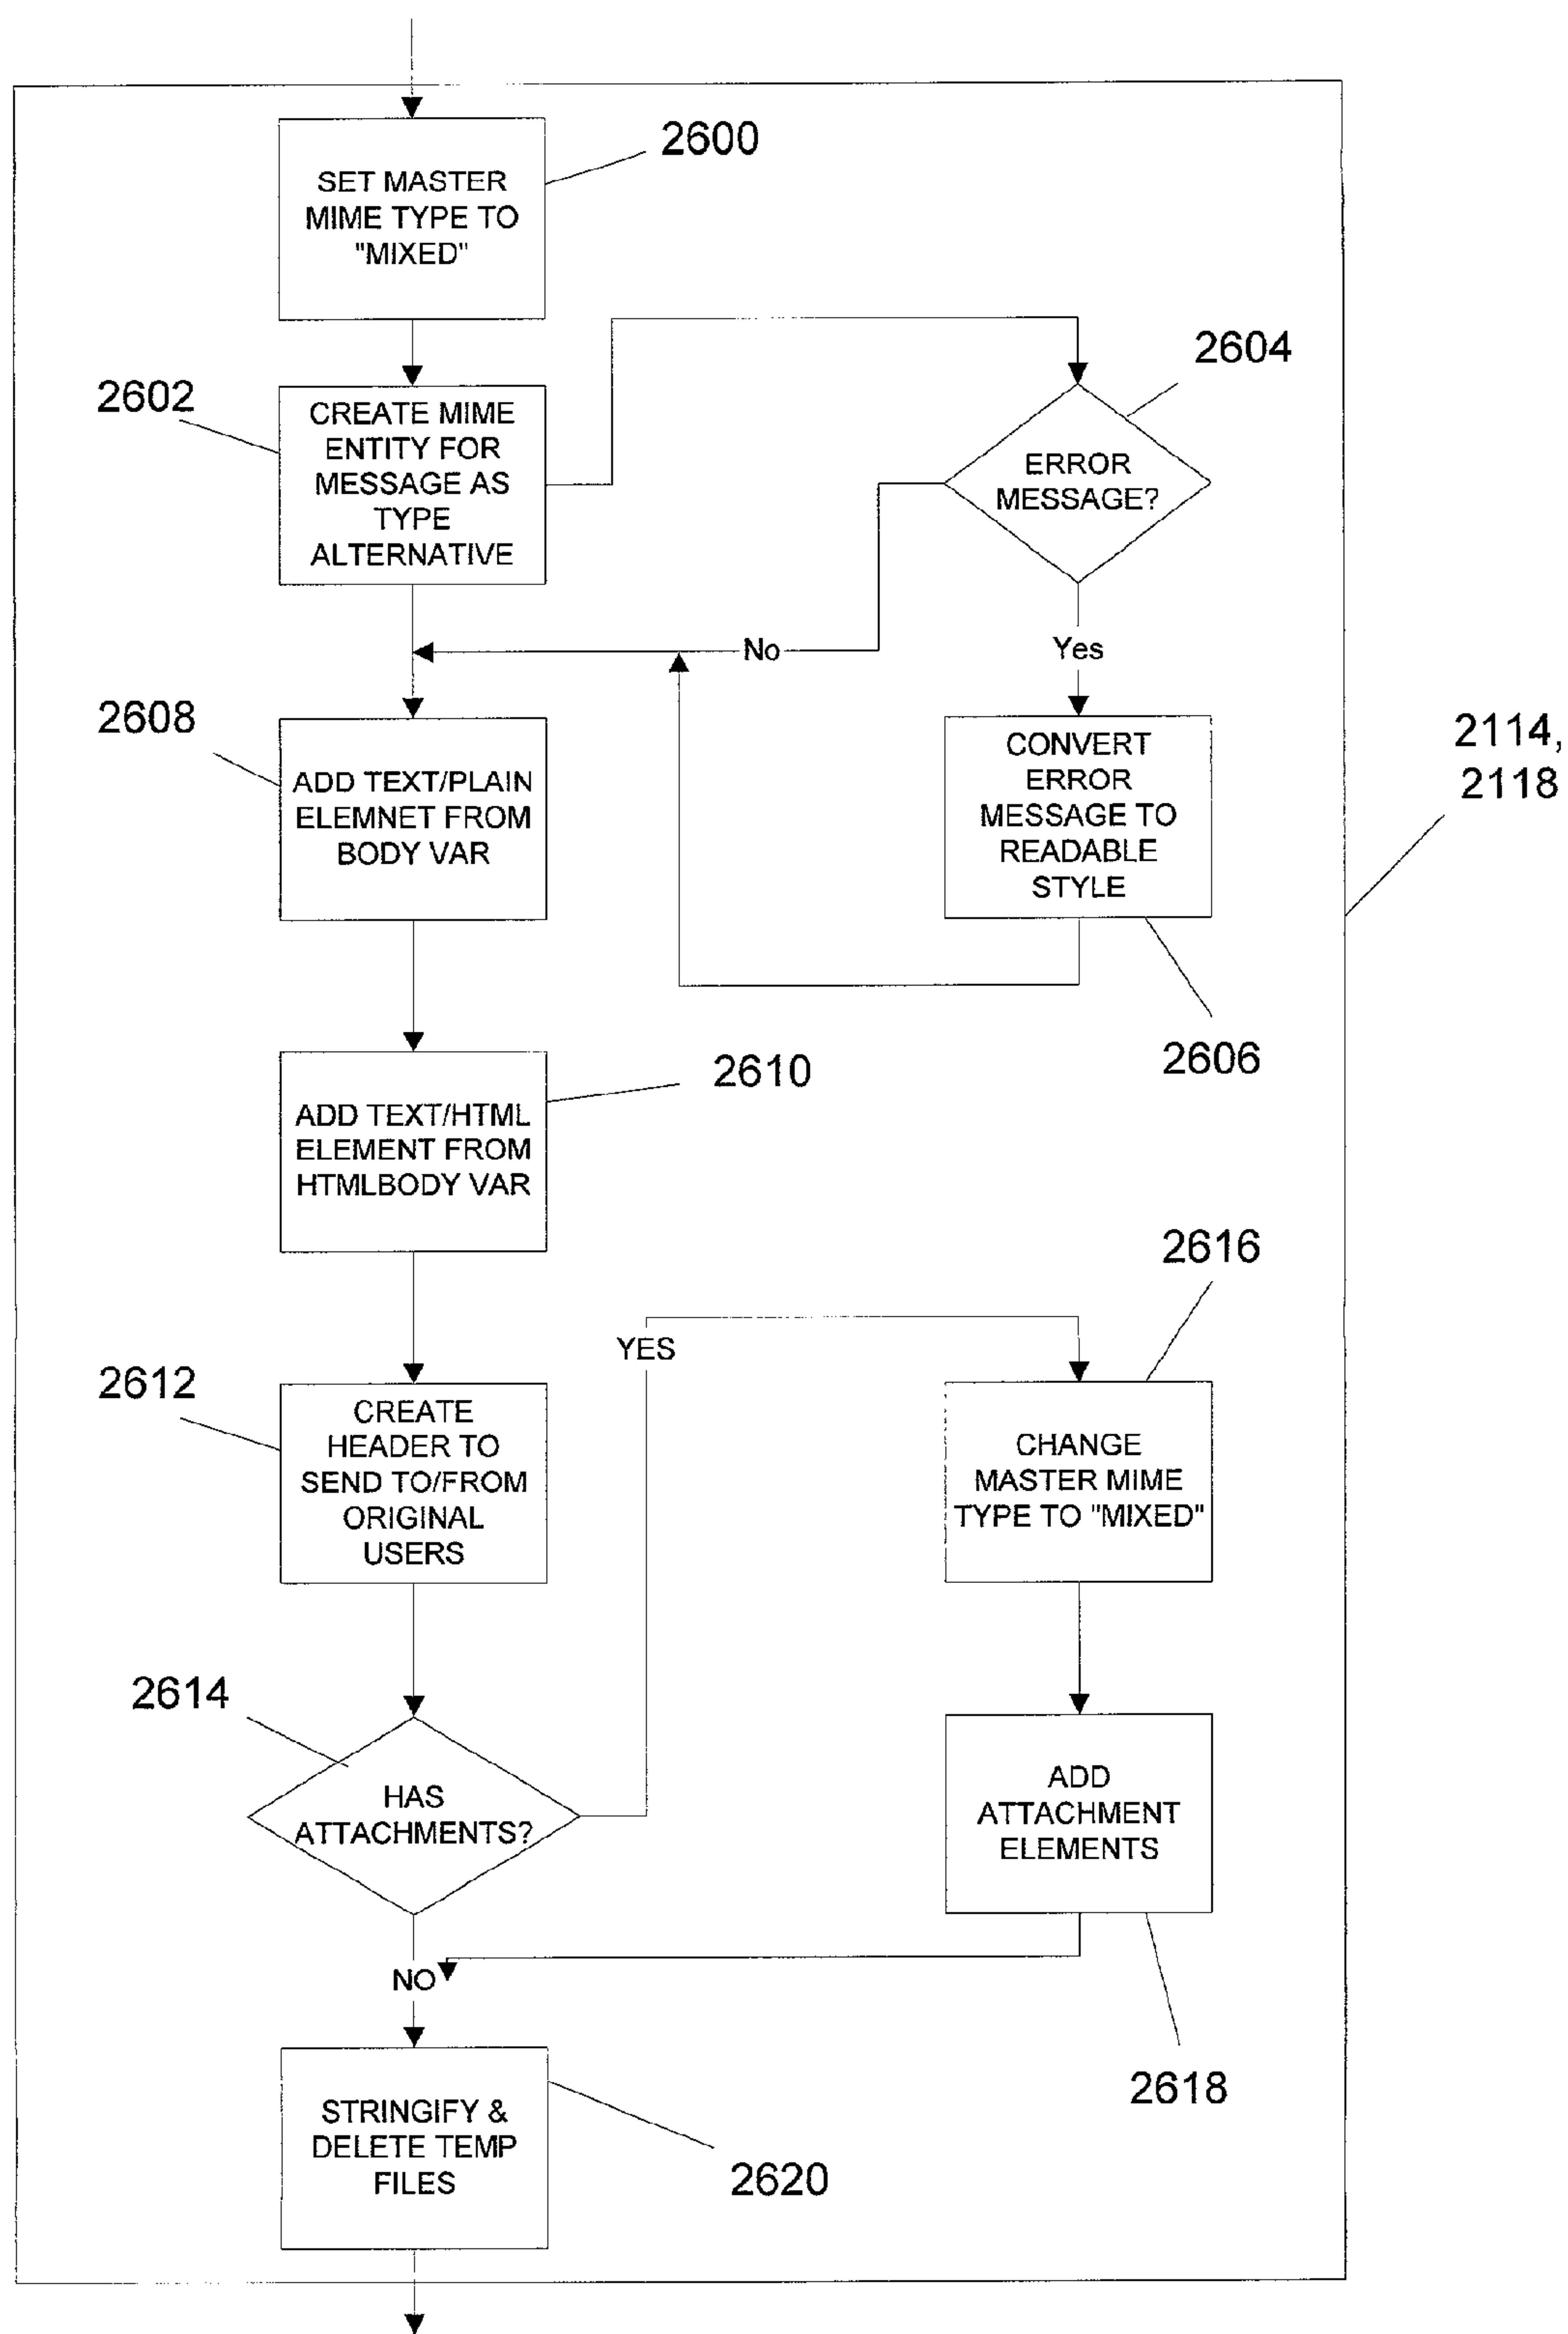 2600
SET MASTER
MIME TYPE TO
"MIXED"
2604
2602
CREATE MIME
ENTITY FOR
MESSAGE AS
TYPE
ALTERNATIVE
ERROR
MESSAGE?
No
Yes
2608
ADD TEXT/PLAIN
ELEMNET FROM
BODY VAR
CONVERT
ERROR
MESSAGE TO
READABLE
STYLE
2114,
2118
2606
2610
ADD TEXT/HTML
ELEMENT FROM
HTMLBODY VAR
2616
YES
2612
CREATE
HEADER TO
SEND TO/FROM
ORIGINAL
USERS
CHANGE
MASTER MIME
TYPE TO "MIXED"
2614
HAS
ATTACHMENTS?
ADD
ATTACHMENT
ELEMENTS
NO
2618
STRINGIFY &
DELETE TEMP
FILES
2620